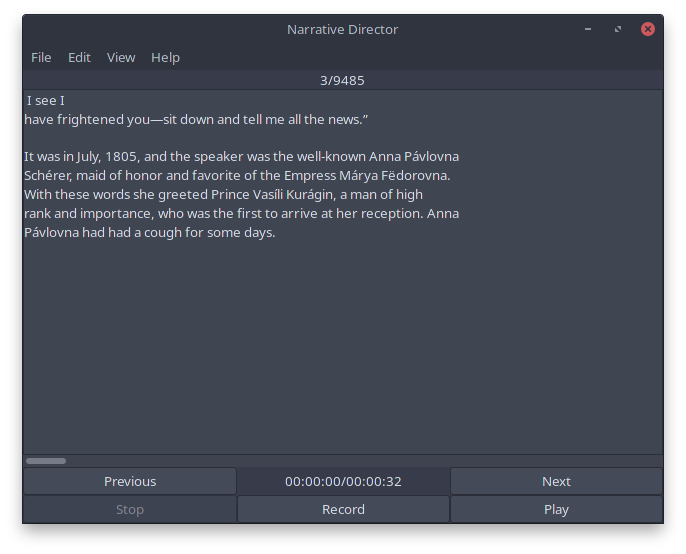 Narrative Director
File Edit View Help
3/9485
I see I
have frightened you—sit down and tell me all the news.”
It was in July, 1805, and the speaker was the well-known Anna Pávlovna
Schérer, maid of honor and favorite of the Empress Márya Fëdorovna.
With these words she greeted Prince Vasíli Kurágin, a man of high
rank and importance, who was the first to arrive at her reception. Anna
Pávlovna had had a cough for some days.
Previous 00:00:00/00:00:32 Next
Stop Record Play